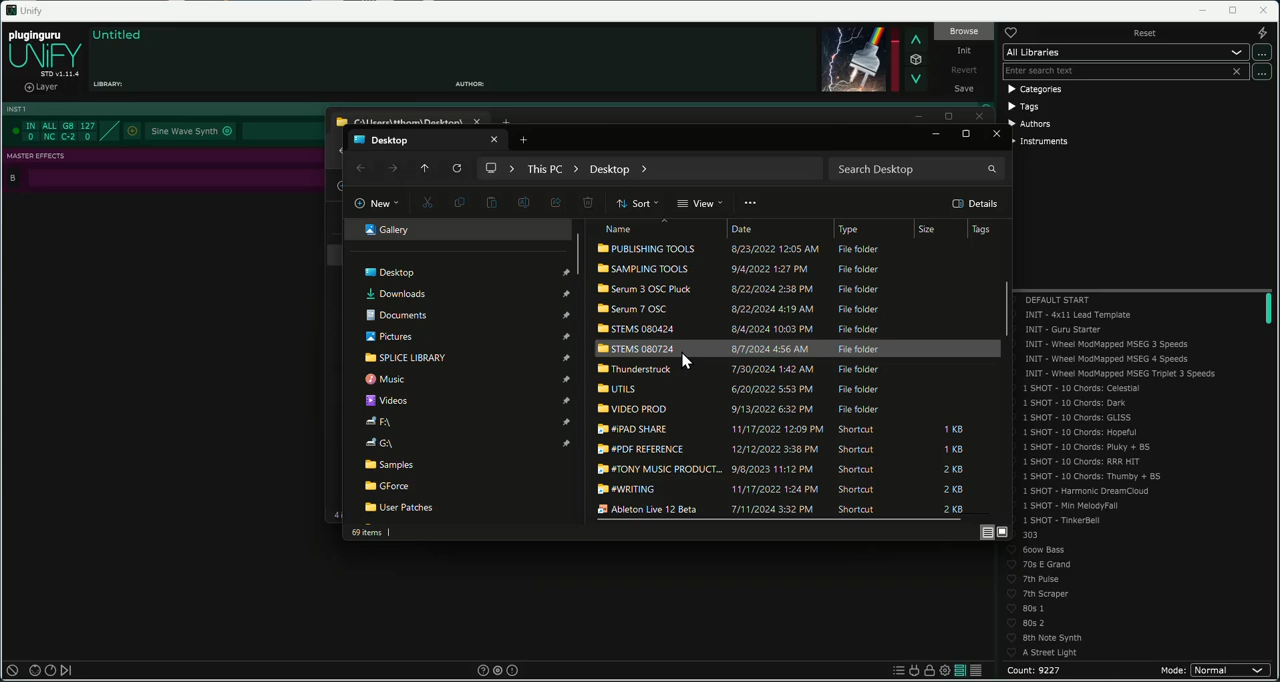 Unify
pluginguru
UNIFY
STD v1.11.4
Layer
Untitled
LIBRARY:
AUTHOR:
Browse
Init
Revert
Save
Reset
All Libraries
...
Enter search text
...
Categories
Tags
Authors
Instruments
INST 1
IN ALL G8 127
0 NC C-2 0
Sine Wave Synth
MASTER EFFECTS
B
Desktop
This PC > Desktop >
Search Desktop
New
Sort
View
Details
Gallery
Desktop
Downloads
Documents
Pictures
SPLICE LIBRARY
Music
Videos
F:\
G:\
Samples
GForce
User Patches
Name Date Type Size Tags
PUBLISHING TOOLS 8/23/2022 12:05 AM File folder
SAMPLING TOOLS 9/4/2022 1:27 PM File folder
Serum 3 OSC Pluck 8/22/2024 2:38 PM File folder
Serum 7 OSC 8/22/2024 4:19 AM File folder
STEMS 080424 8/4/2024 10:03 PM File folder
STEMS 080724 8/7/2024 4:56 AM File folder
Thunderstruck 7/30/2024 1:42 AM File folder
UTILS 6/20/2022 5:53 PM File folder
VIDEO PROD 9/13/2022 6:32 PM File folder
#iPAD SHARE 11/17/2022 12:09 PM Shortcut 1 KB
#PDF REFERENCE 12/12/2022 3:38 PM Shortcut 1 KB
#TONY MUSIC PRODUCT... 9/8/2023 11:12 PM Shortcut 2 KB
#WRITING 11/17/2022 1:24 PM Shortcut 2 KB
Ableton Live 12 Beta 7/11/2024 3:32 PM Shortcut 2 KB
69 items
DEFAULT START
INIT - 4x11 Lead Template
INIT - Guru Starter
INIT - Wheel ModMapped MSEG 3 Speeds
INIT - Wheel ModMapped MSEG 4 Speeds
INIT - Wheel ModMapped MSEG Triplet 3 Speeds
1 SHOT - 10 Chords: Celestial
1 SHOT - 10 Chords: Dark
1 SHOT - 10 Chords: GLISS
1 SHOT - 10 Chords: Hopeful
1 SHOT - 10 Chords: Pluky + BS
1 SHOT - 10 Chords: RRR HIT
1 SHOT - 10 Chords: Thumby + BS
1 SHOT - Harmonic DreamCloud
1 SHOT - Min MelodyFall
1 SHOT - TinkerBell
303
6oow Bass
70s E Grand
7th Pulse
7th Scraper
80s 1
80s 2
8th Note Synth
A Street Light
Count: 9227
Mode: Normal